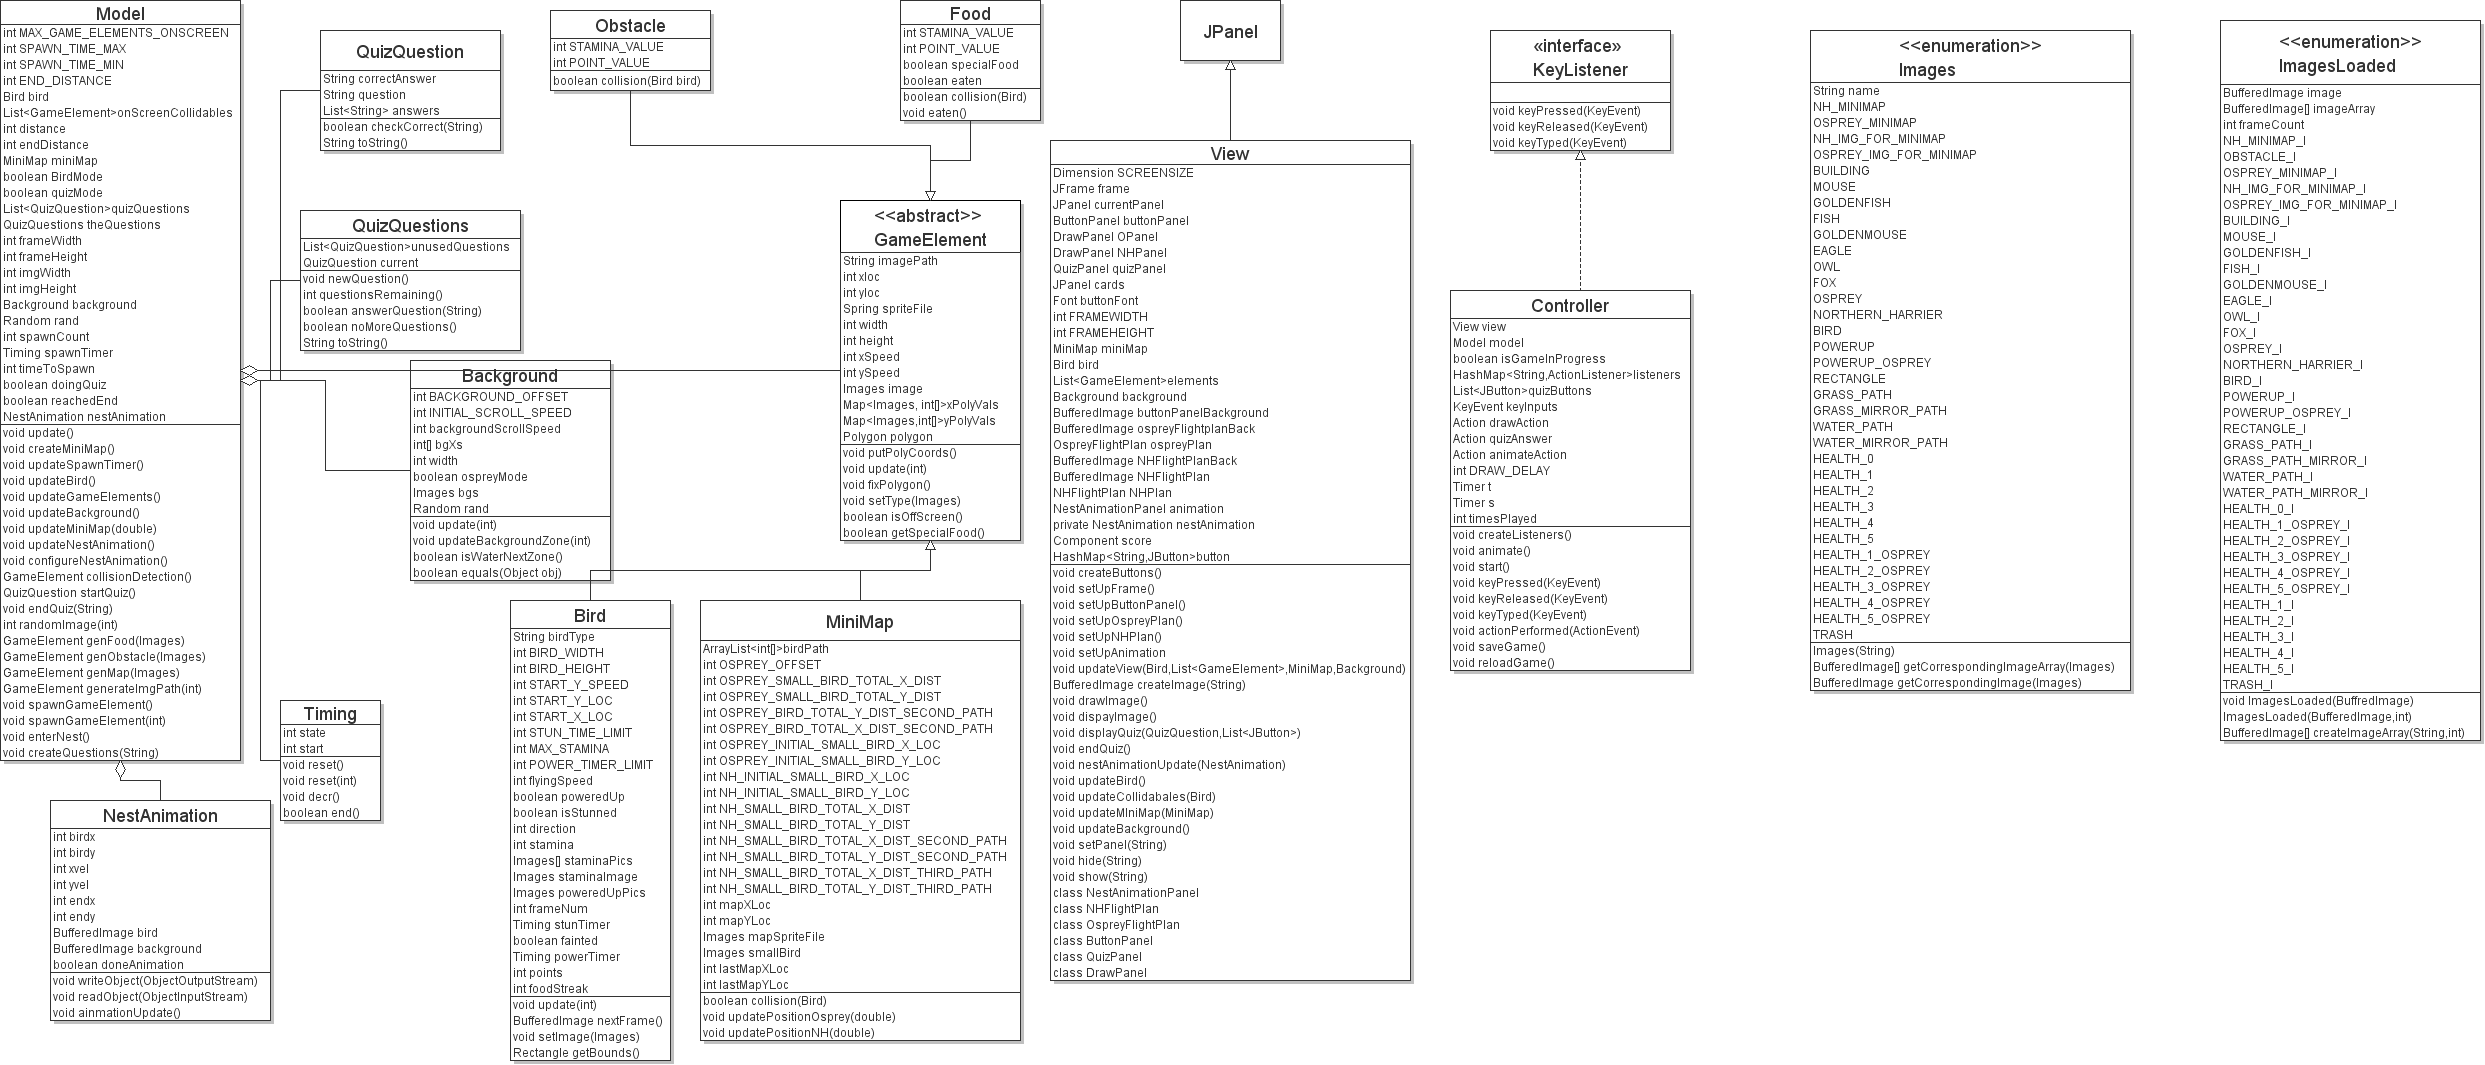 Model
int MAX_GAME_ELEMENTS_ONSCREEN
int SPAWN_TIME_MAX
int SPAWN_TIME_MIN
int END_DISTANCE
Bird bird
List<GameElement>onScreenCollidables
int distance
int endDistance
MiniMap miniMap
boolean BirdMode
boolean quizMode
List<QuizQuestion>quizQuestions
QuizQuestions theQuestions
int frameWidth
int frameHeight
int imgWidth
int imgHeight
Background background
Random rand
int spawnCount
Timing spawnTimer
int timeToSpawn
boolean doingQuiz
boolean reachedEnd
NestAnimation nestAnimation
void update()
void createMiniMap()
void updateSpawnTimer()
void updateBird()
void updateGameElements()
void updateBackground()
void updateMiniMap(double)
void updateNestAnimation()
void configureNestAnimation()
GameElement collisionDetection()
QuizQuestion startQuiz()
void endQuiz(String)
int randomImage(int)
GameElement genFood(Images)
GameElement genObstacle(Images)
GameElement genMap(Images)
GameElement generateImgPath(int)
void spawnGameElement()
void spawnGameElement(int)
void enterNest()
void createQuestions(String)
NestAnimation
int birdx
int birdy
int xvel
int yvel
int endx
int endy
BufferedImage bird
BufferedImage background
boolean doneAnimation
void writeObject(ObjectOutputStream)
void readObject(ObjectInputStream)
void ainmationUpdate()
QuizQuestion
String correctAnswer
String question
List<String> answers
boolean checkCorrect(String)
String toString()
QuizQuestions
List<QuizQuestion>unusedQuestions
QuizQuestion current
void newQuestion()
int questionsRemaining()
boolean answerQuestion(String)
boolean noMoreQuestions()
String toString()
Background
int BACKGROUND_OFFSET
int INITIAL_SCROLL_SPEED
int backgroundScrollSpeed
int[] bgXs
int width
boolean ospreyMode
Images bgs
Random rand
void update(int)
void updateBackgroundZone(int)
boolean isWaterNextZone()
boolean equals(Object obj)
Timing
int state
int start
void reset()
void reset(int)
void decr()
boolean end()
Obstacle
int STAMINA_VALUE
int POINT_VALUE
boolean collision(Bird bird)
Food
int STAMINA_VALUE
int POINT_VALUE
boolean specialFood
boolean eaten
boolean collision(Bird)
void eaten()
<<abstract>>
GameElement
String imagePath
int xloc
int yloc
Spring spriteFile
int width
int height
int xSpeed
int ySpeed
Images image
Map<Images, int[]>xPolyVals
Map<Images,int[]>yPolyVals
Polygon polygon
void putPolyCoords()
void update(int)
void fixPolygon()
void setType(Images)
boolean isOffScreen()
boolean getSpecialFood()
Bird
String birdType
int BIRD_WIDTH
int BIRD_HEIGHT
int START_Y_SPEED
int START_Y_LOC
int START_X_LOC
int STUN_TIME_LIMIT
int MAX_STAMINA
int POWER_TIMER_LIMIT
int flyingSpeed
boolean poweredUp
boolean isStunned
int direction
int stamina
Images[] staminaPics
Images staminaImage
Images poweredUpPics
int frameNum
Timing stunTimer
boolean fainted
Timing powerTimer
int points
int foodStreak
void update(int)
BufferedImage nextFrame()
void setImage(Images)
Rectangle getBounds()
MiniMap
ArrayList<int[]>birdPath
int OSPREY_OFFSET
int OSPREY_SMALL_BIRD_TOTAL_X_DIST
int OSPREY_SMALL_BIRD_TOTAL_Y_DIST
int OSPREY_BIRD_TOTAL_Y_DIST_SECOND_PATH
int OSPREY_BIRD_TOTAL_X_DIST_SECOND_PATH
int OSPREY_INITIAL_SMALL_BIRD_X_LOC
int OSPREY_INITIAL_SMALL_BIRD_Y_LOC
int NH_INITIAL_SMALL_BIRD_X_LOC
int NH_INITIAL_SMALL_BIRD_Y_LOC
int NH_SMALL_BIRD_TOTAL_X_DIST
int NH_SMALL_BIRD_TOTAL_Y_DIST
int NH_SMALL_BIRD_TOTAL_X_DIST_SECOND_PATH
int NH_SMALL_BIRD_TOTAL_Y_DIST_SECOND_PATH
int NH_SMALL_BIRD_TOTAL_X_DIST_THIRD_PATH
int NH_SMALL_BIRD_TOTAL_Y_DIST_THIRD_PATH
int mapXLoc
int mapYLoc
Images mapSpriteFile
Images smallBird
int lastMapXLoc
int lastMapYLoc
boolean collision(Bird)
void updatePositionOsprey(double)
void updatePositionNH(double)
JPanel
View
Dimension SCREENSIZE
JFrame frame
JPanel currentPanel
ButtonPanel buttonPanel
DrawPanel OPanel
DrawPanel NHPanel
QuizPanel quizPanel
JPanel cards
Font buttonFont
int FRAMEWIDTH
int FRAMEHEIGHT
MiniMap miniMap
Bird bird
List<GameElement>elements
Background background
BufferedImage buttonPanelBackground
BufferedImage ospreyFlightplanBack
OspreyFlightPlan ospreyPlan
BufferedImage NHFlightPlanBack
BufferedImage NHFlightPlan
NHFlightPlan NHPlan
NestAnimationPanel animation
private NestAnimation nestAnimation
Component score
HashMap<String,JButton>button
void createButtons()
void setUpFrame()
void setUpButtonPanel()
void setUpOspreyPlan()
void setUpNHPlan()
void setUpAnimation
void updateView(Bird,List<GameElement>,MiniMap,Background)
BufferedImage createImage(String)
void drawImage()
void dispayImage()
void displayQuiz(QuizQuestion,List<JButton>)
void endQuiz()
void nestAnimationUpdate(NestAnimation)
void updateBird()
void updateCollidabales(Bird)
void updateMIniMap(MiniMap)
void updateBackground()
void setPanel(String)
void hide(String)
void show(String)
class NestAnimationPanel
class NHFlightPlan
class OspreyFlightPlan
class ButtonPanel
class QuizPanel
class DrawPanel
«interface»
KeyListener
void keyPressed(KeyEvent)
void keyReleased(KeyEvent)
void keyTyped(KeyEvent)
Controller
View view
Model model
boolean isGameInProgress
HashMap<String,ActionListener>listeners
List<JButton>quizButtons
KeyEvent keyInputs
Action drawAction
Action quizAnswer
Action animateAction
int DRAW_DELAY
Timer t
Timer s
int timesPlayed
void createListeners()
void animate()
void start()
void keyPressed(KeyEvent)
void keyReleased(KeyEvent)
void keyTyped(KeyEvent)
void actionPerformed(ActionEvent)
void saveGame()
void reloadGame()
<<enumeration>>
Images
String name
NH_MINIMAP
OSPREY_MINIMAP
NH_IMG_FOR_MINIMAP
OSPREY_IMG_FOR_MINIMAP
BUILDING
MOUSE
GOLDENFISH
FISH
GOLDENMOUSE
EAGLE
OWL
FOX
OSPREY
NORTHERN_HARRIER
BIRD
POWERUP
POWERUP_OSPREY
RECTANGLE
GRASS_PATH
GRASS_MIRROR_PATH
WATER_PATH
WATER_MIRROR_PATH
HEALTH_0
HEALTH_1
HEALTH_2
HEALTH_3
HEALTH_4
HEALTH_5
HEALTH_1_OSPREY
HEALTH_2_OSPREY
HEALTH_3_OSPREY
HEALTH_4_OSPREY
HEALTH_5_OSPREY
TRASH
Images(String)
BufferedImage[] getCorrespondingImageArray(Images)
BufferedImage getCorrespondingImage(Images)
<<enumeration>>
ImagesLoaded
BufferedImage image
BufferedImage[] imageArray
int frameCount
NH_MINIMAP_I
OBSTACLE_I
OSPREY_MINIMAP_I
NH_IMG_FOR_MINIMAP_I
OSPREY_IMG_FOR_MINIMAP_I
BUILDING_I
MOUSE_I
GOLDENFISH_I
FISH_I
GOLDENMOUSE_I
EAGLE_I
OWL_I
FOX_I
OSPREY_I
NORTHERN_HARRIER_I
BIRD_I
POWERUP_I
POWERUP_OSPREY_I
RECTANGLE_I
GRASS_PATH_I
GRASS_PATH_MIRROR_I
WATER_PATH_I
WATER_PATH_MIRROR_I
HEALTH_0_I
HEALTH_1_OSPREY_I
HEALTH_2_OSPREY_I
HEALTH_3_OSPREY_I
HEALTH_4_OSPREY_I
HEALTH_5_OSPREY_I
HEALTH_1_I
HEALTH_2_I
HEALTH_3_I
HEALTH_4_I
HEALTH_5_I
TRASH_I
void ImagesLoaded(BuffredImage)
ImagesLoaded(BufferedImage,int)
BufferedImage[] createImageArray(String,int)